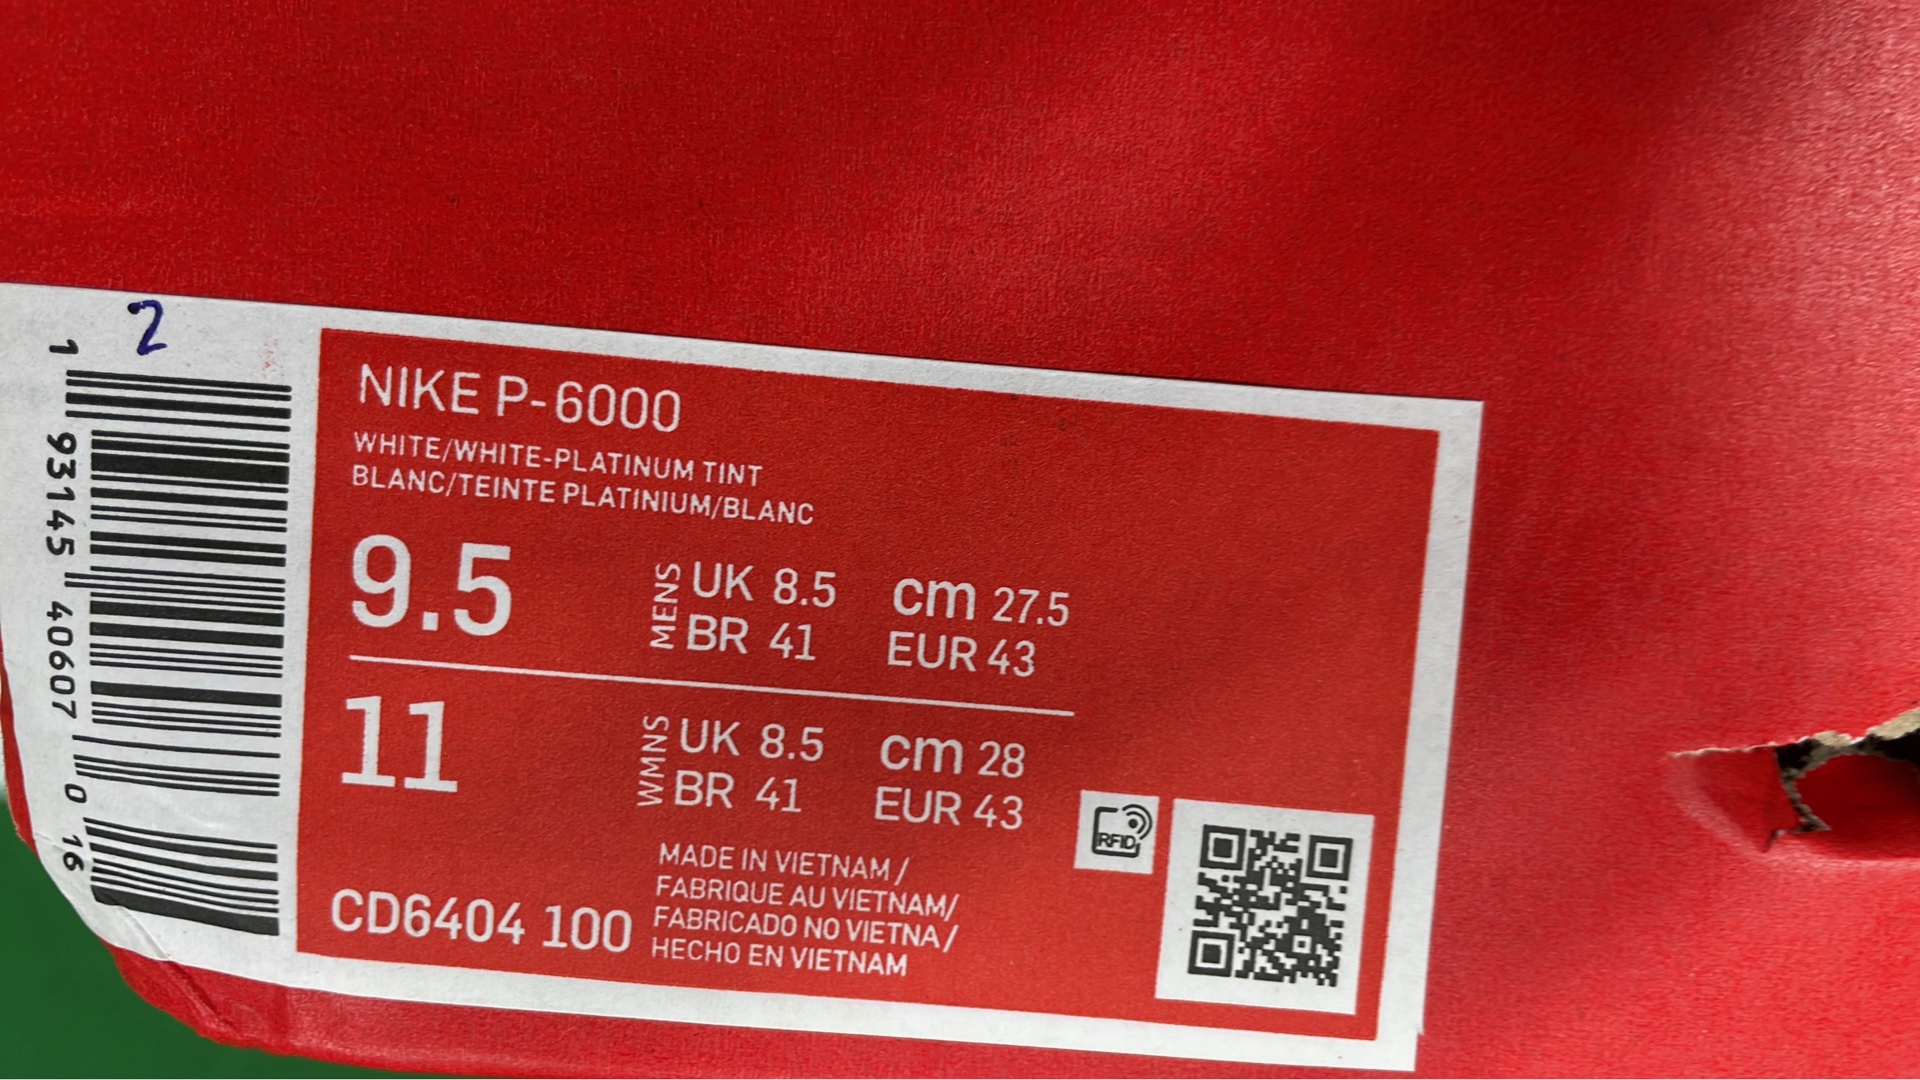 2
1 93145 40607 0 16
NIKE P-6000
WHITE/WHITE-PLATINUM TINT
BLANC/TEINTE PLATINIUM/BLANC
9.5
MENS
UK 8.5 cm 27.5
BR 41 EUR 43
11
WMNS
UK 8.5 cm 28
BR 41 EUR 43
CD6404 100
MADE IN VIETNAM /
FABRIQUE AU VIETNAM/
FABRICADO NO VIETNA/
HECHO EN VIETNAM
RFID